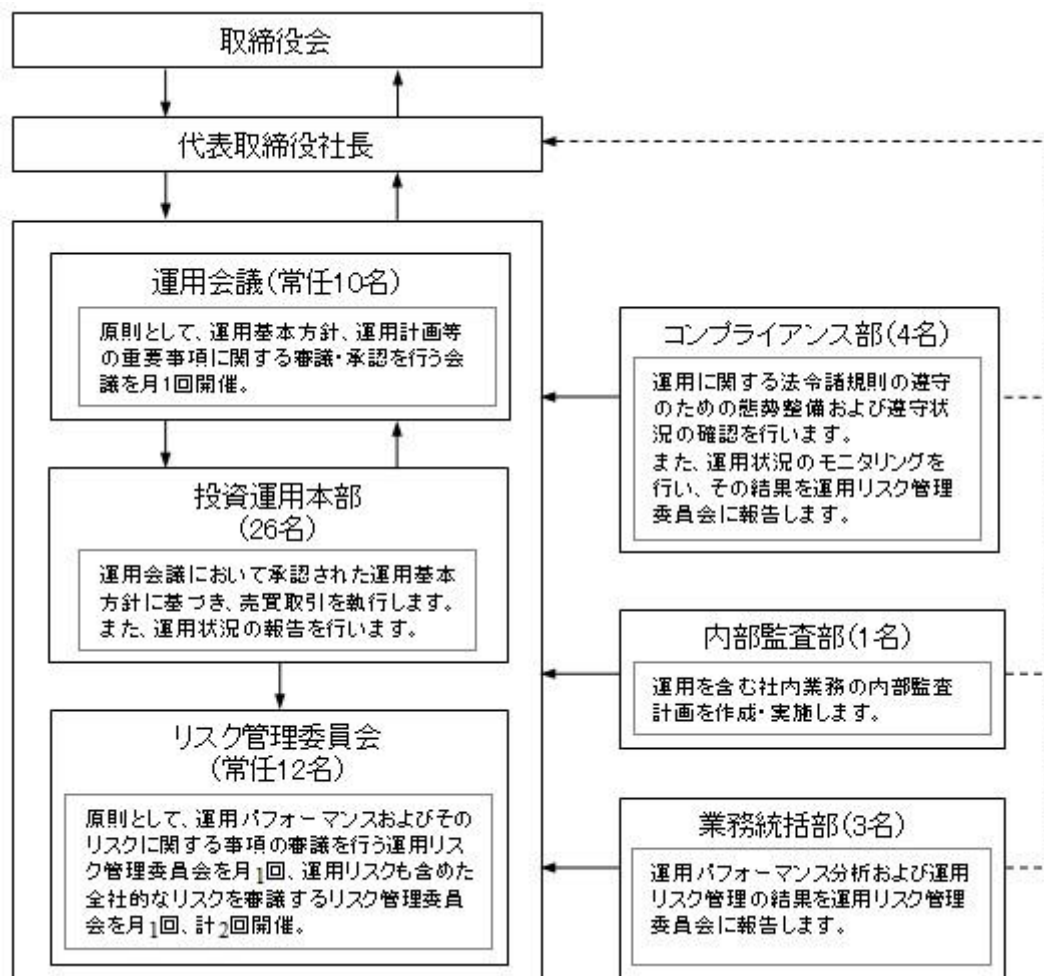 取締役会
代表取締役社長
運用会議(常任10名)
原則として、運用基本方針、運用計画等
の重要事項に関する審議・承認を行う会
議を月1回開催。
投資運用本部
(26名)
運用会議において承認された運用基本
方針に基づき、売買取引を執行します。
また、運用状況の報告を行います。
リスク管理委員会
(常任12名)
原則として、運用パフォーマンスおよびその
リスクに関する事項の審議を行う運用リス
ク管理委員会を月1回、運用リスクも含めた
全社的なリスクを審議するリスク管理委員
会を月1回、計2回開催。
コンプライアンス部(4名)
運用に関する法令諸規則の遵守
のための態勢整備および遵守状
況の確認を行います。
また、運用状況のモニタリングを
行い、その結果を運用リスク管理
委員会に報告します。
内部監査部(1名)
運用を含む社内業務の内部監査
計画を作成・実施します。
業務統括部(3名)
運用パフォーマンス分析および運用
リスク管理の結果を運用リスク管理
委員会に報告します。